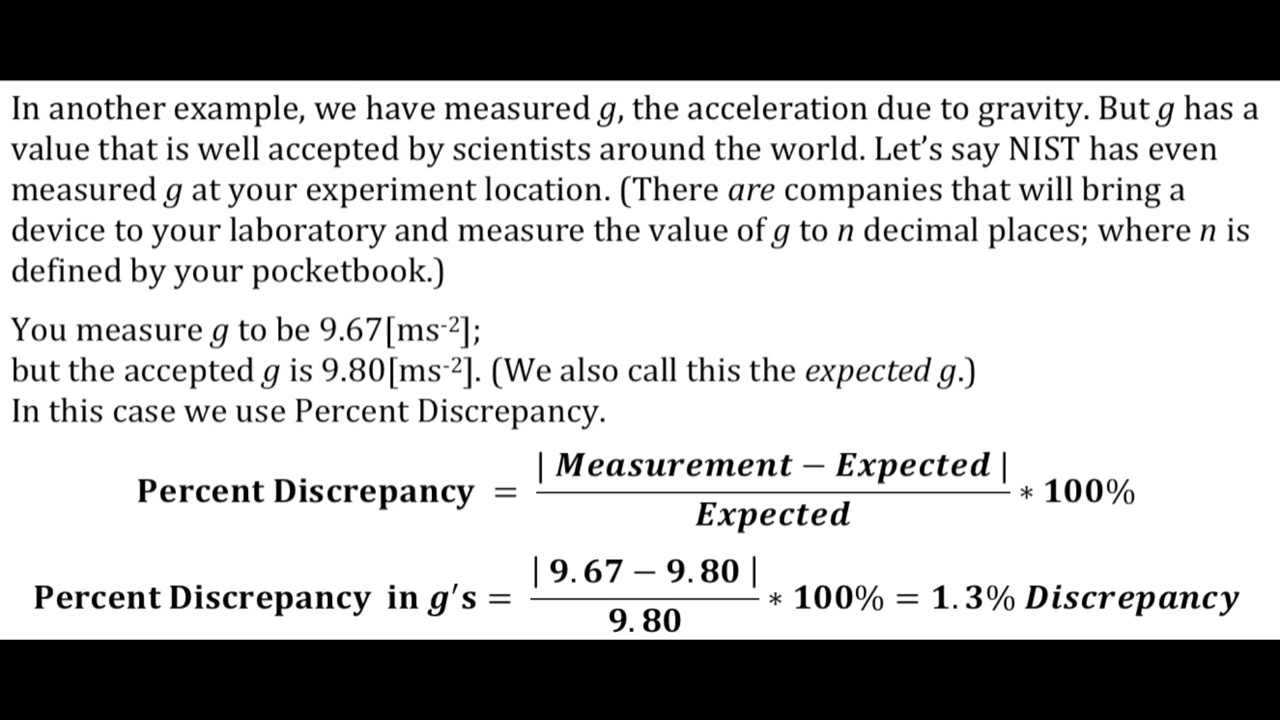 In another example, we have measured g, the acceleration due to gravity. But g has a
value that is well accepted by scientists around the world. Let’s say NIST has even
measured g at your experiment location. (There are companies that will bring a
device to your laboratory and measure the value of g to n decimal places; where n is
defined by your pocketbook.)
You measure g to be 9.67[ms⁻²];
but the accepted g is 9.80[ms⁻²]. (We also call this the expected g.)
In this case we use Percent Discrepancy.
Percent Discrepancy = | Measurement − Expected | / Expected * 100%
Percent Discrepancy in g′s = | 9.67 − 9.80 | / 9.80 * 100% = 1.3% Discrepancy